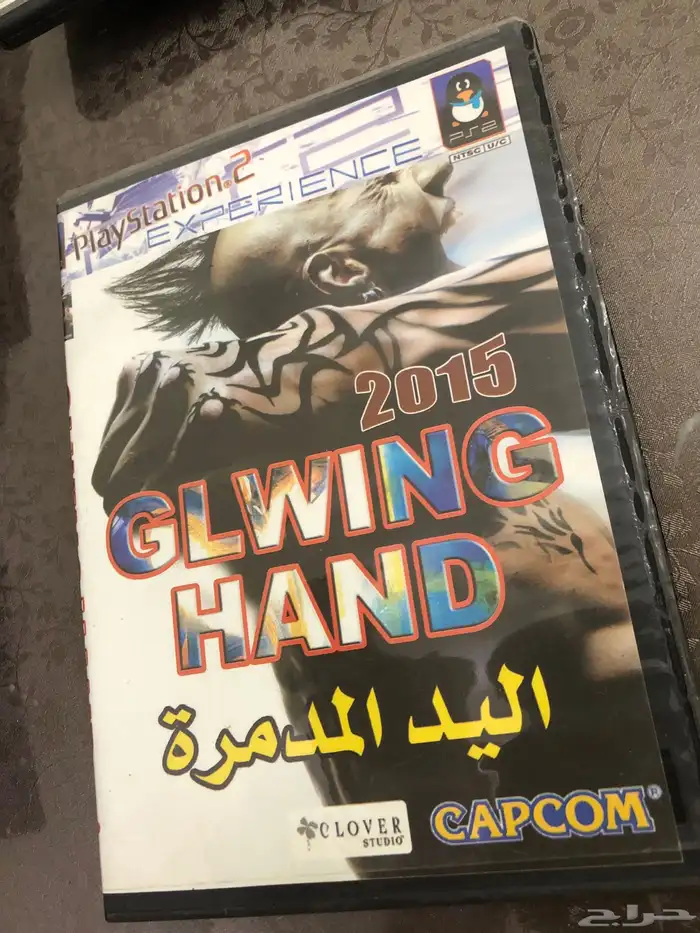 PlayStation®2
EXPERIENCE
PS2
NTSC U/C
2015
GLWING
HAND
اليد المدمرة
CLOVER
STUDIO
CAPCOM®
حراج